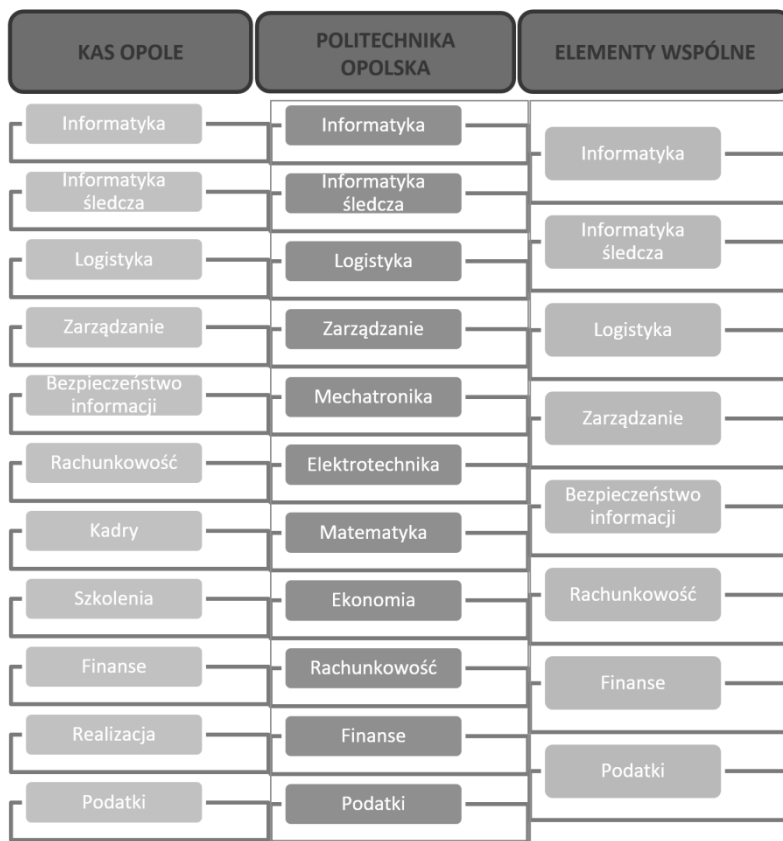 KAS OPOLE
POLITECHNIKA
OPOLSKA
ELEMENTY WSPÓLNE
Informatyka
Informatyka
śledcza
Logistyka
Zarządzanie
Bezpieczeństwo
informacji
Rachunkowość
Kadry
Szkolenia
Finanse
Realizacja
Podatki
Informatyka
Informatyka
śledcza
Logistyka
Zarządzanie
Mechatronika
Elektrotechnika
Matematyka
Ekonomia
Rachunkowość
Finanse
Podatki
Informatyka
Informatyka
śledcza
Logistyka
Zarządzanie
Bezpieczeństwo
informacji
Rachunkowość
Finanse
Podatki